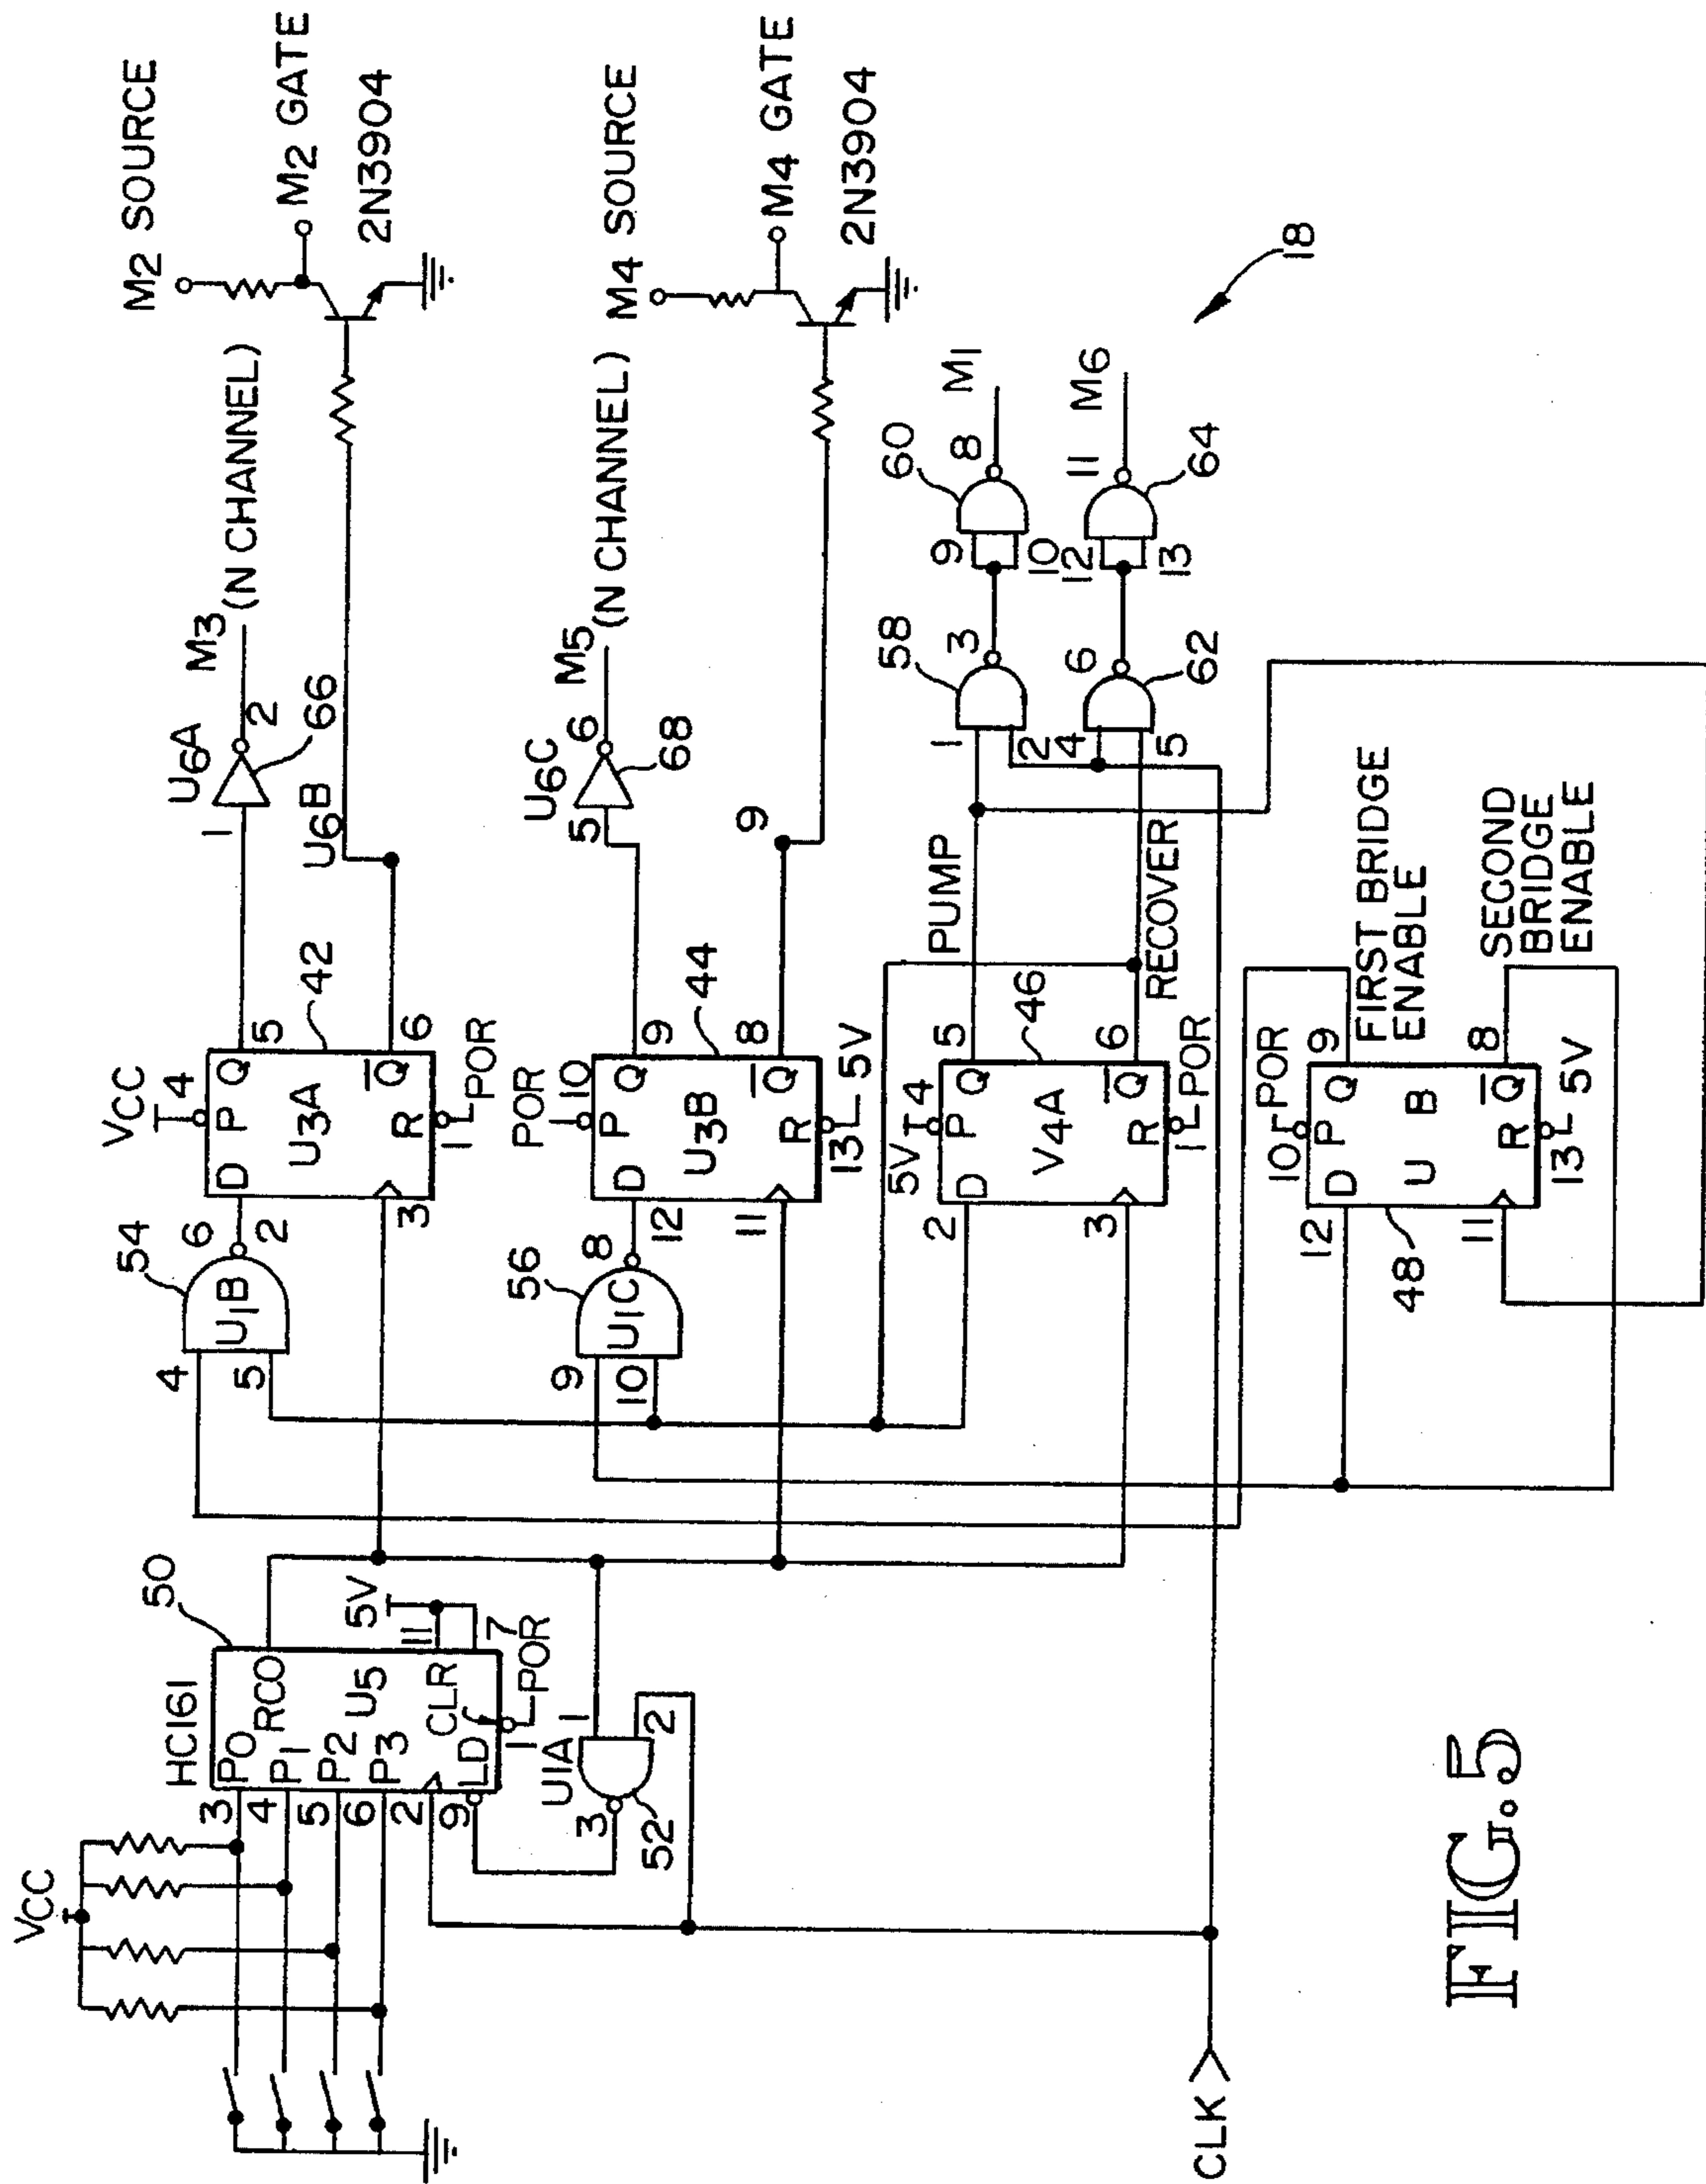 VCC
HC161
50
3
P0
RCO
4
P1
5
P2
U5
6
P3
2
CLR
11
5V
9
LD
7
1
POR
U1A
1
2
3
52
CLK
54
4
5
U1B
6
2
VCC
4
D
P
Q
5
U3A
42
3
R
Q
6
1
POR
U6A
1
2
66
M3
(N CHANNEL)
U6B
M2 SOURCE
M2 GATE
2N3904
56
9
10
U1C
8
12
POR
10
D
P
Q
9
U3B
44
11
R
Q
8
13
5V
U6C
5
6
68
M5
(N CHANNEL)
9
M4 SOURCE
M4 GATE
2N3904
5V
4
2
D
P
Q
5
V4A
46
3
R
Q
6
1
POR
PUMP
RECOVER
58
1
2
3
60
9
10
8
M1
62
4
5
6
64
12
13
11
M6
10
POR
12
D
P
Q
9
U B
48
11
R
Q
8
13
5V
FIRST BRIDGE
ENABLE
SECOND
BRIDGE
ENABLE
18
FIG.5